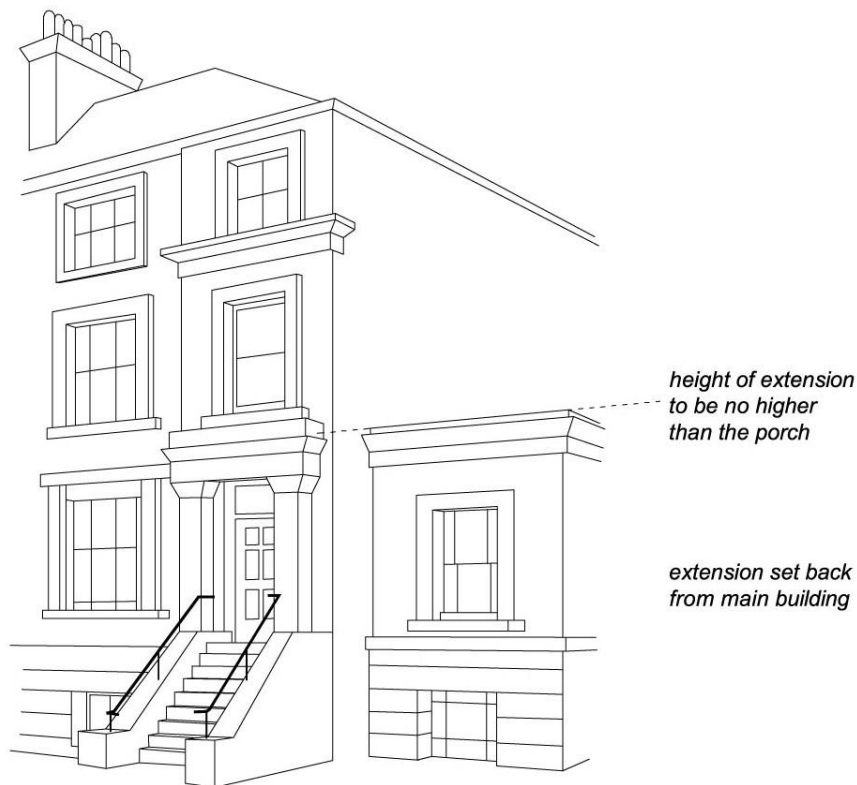 height of extension
to be no higher
than the porch
extension set back
from main building